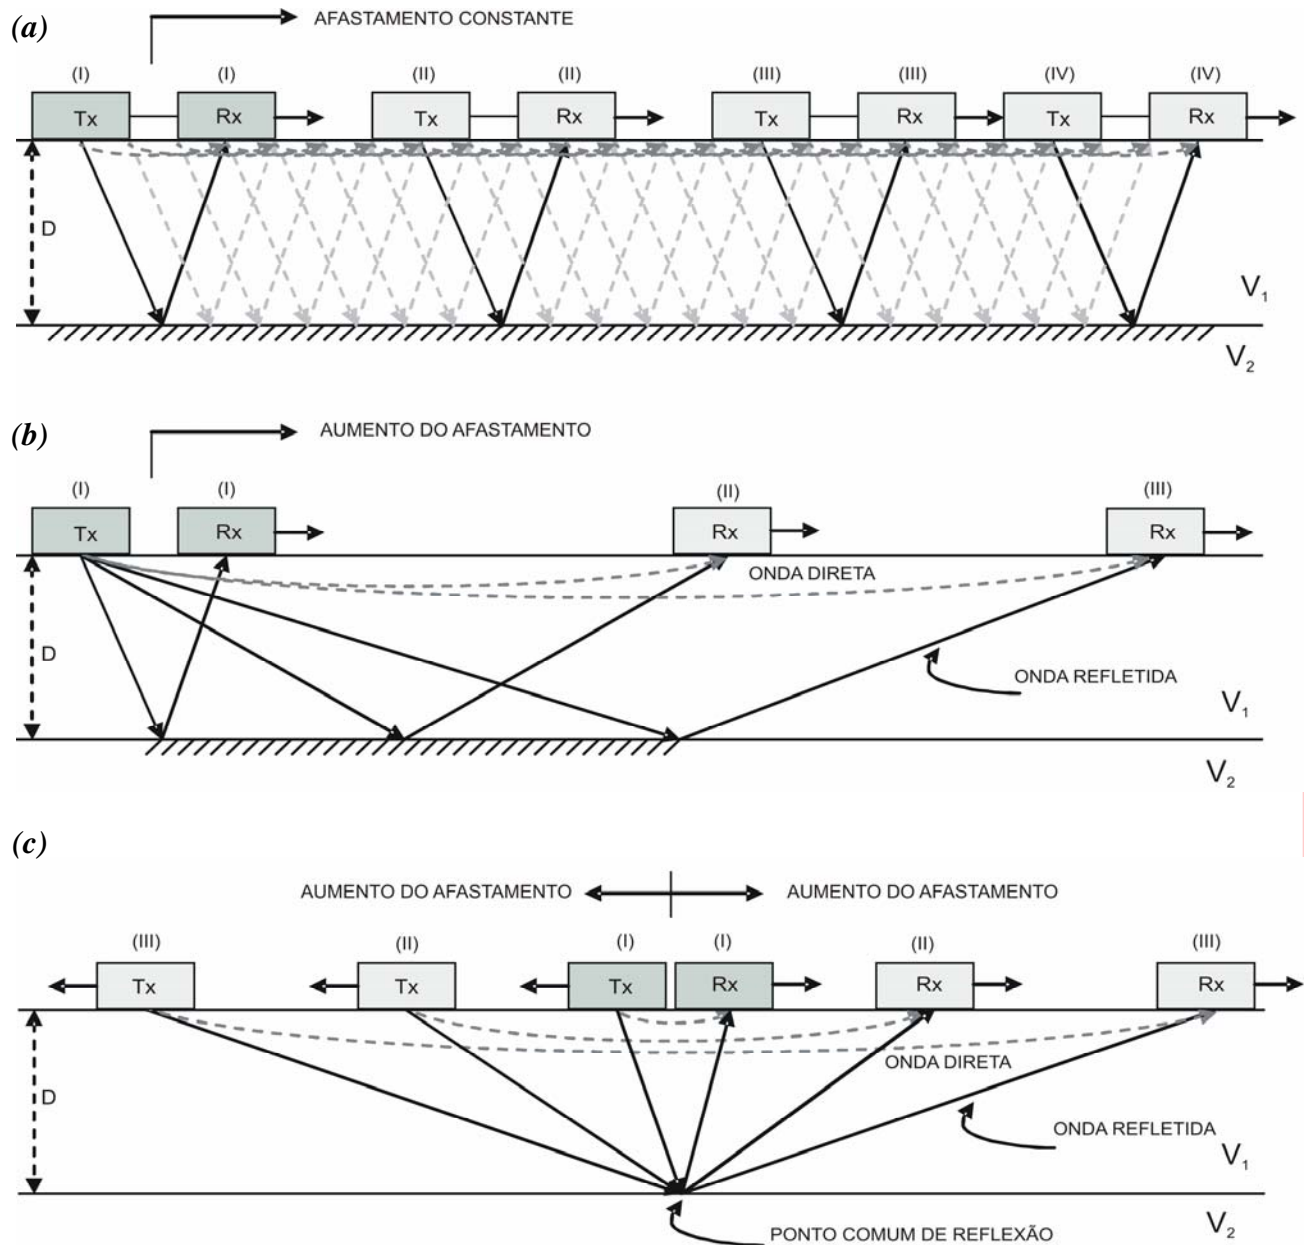 (a)
AFASTAMENTO CONSTANTE
(I) (I) (II) (II) (III) (III) (IV) (IV)
Tx Rx Tx Rx Tx Rx Tx Rx
D
V1
V2
(b)
AUMENTO DO AFASTAMENTO
(I) (I) (II) (III)
Tx Rx Rx Rx
ONDA DIRETA
D
ONDA REFLETIDA
V1
V2
(c)
AUMENTO DO AFASTAMENTO AUMENTO DO AFASTAMENTO
(III) (II) (I) (I) (II) (III)
Tx Tx Tx Rx Rx Rx
ONDA DIRETA
D
ONDA REFLETIDA
V1
V2
PONTO COMUM DE REFLEXÃO